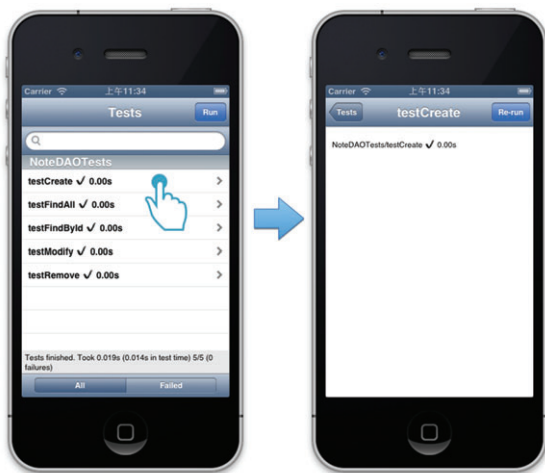 Carrier 上午11:34
Tests Run
NoteDAOTests
testCreate ✓ 0.00s
testFindAll ✓ 0.00s
testFindById ✓ 0.00s
testModify ✓ 0.00s
testRemove ✓ 0.00s
Tests finished. Took 0.019s (0.014s in test time) 5/5 (0
failures)
All Failed
Carrier 上午11:34
Tests testCreate Re-run
NoteDAOTests/testCreate ✓ 0.00s